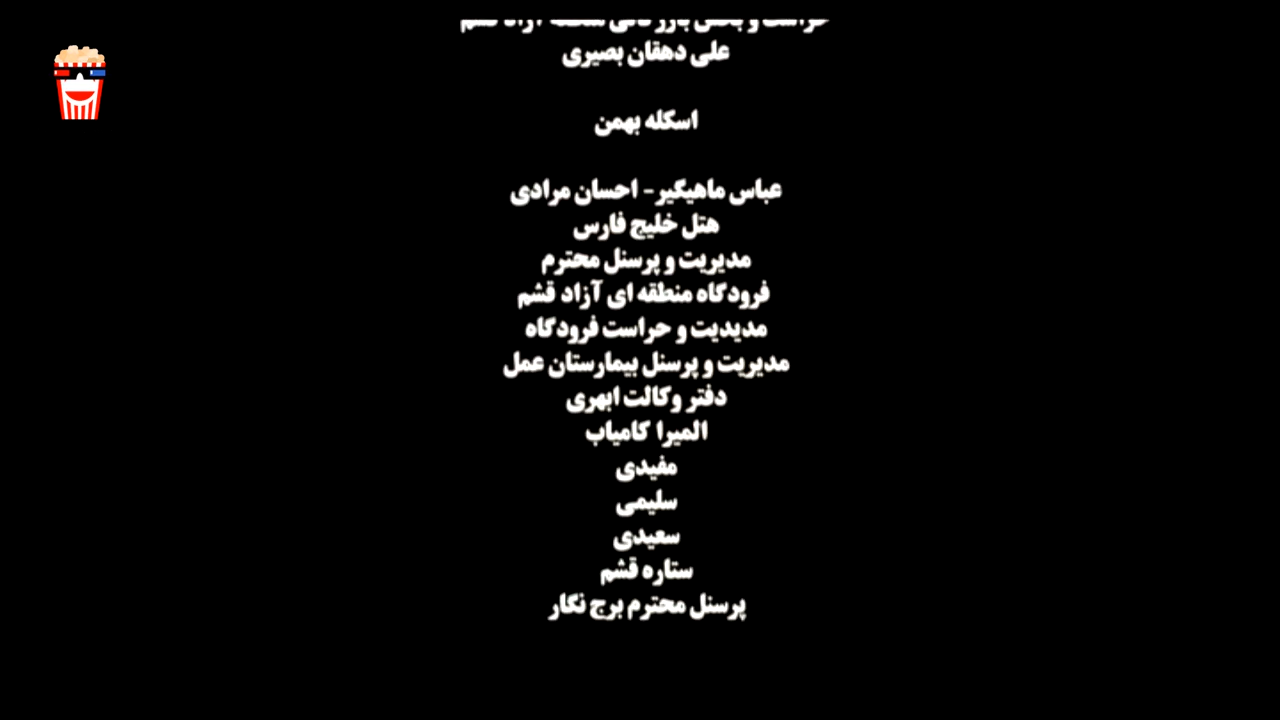 علی دهقان بصیری
اسکله بهمن
عباس ماهیگیر- احسان مرادی
هتل خلیج فارس
مدیریت و پرسنل محترم
فرودگاه منطقه ای آزاد قشم
مدیدیت و حراست فرودگاه
مدیریت و پرسنل بیمارستان عمل
دفتر وکالت ابهری
المیرا کامیاب
مفیدی
سلیمی
سعیدی
ستاره قشم
پرسنل محترم برج نگار